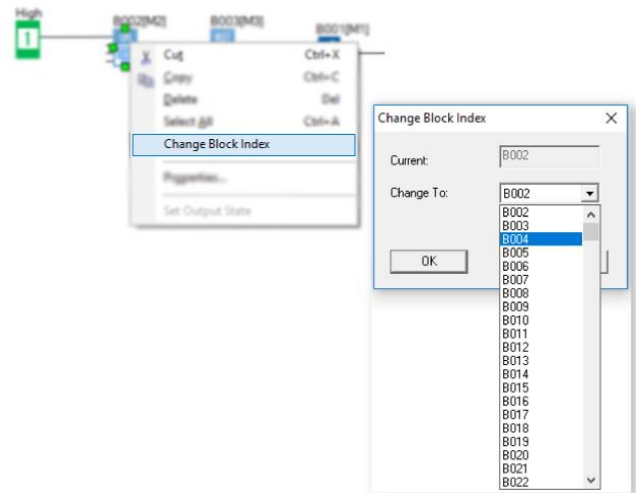 High
1
B002[M2]
B003[M3]
B001[M1]
Cut Ctrl+X
Copy Ctrl+C
Delete Del
Select All Ctrl+A
Change Block Index
Properties...
Set Output State
Change Block Index
Current: B002
Change To: B002
B002
B003
B004
OK
B005
B006
B007
B008
B009
B010
B011
B012
B013
B014
B015
B016
B017
B018
B019
B020
B021
B022